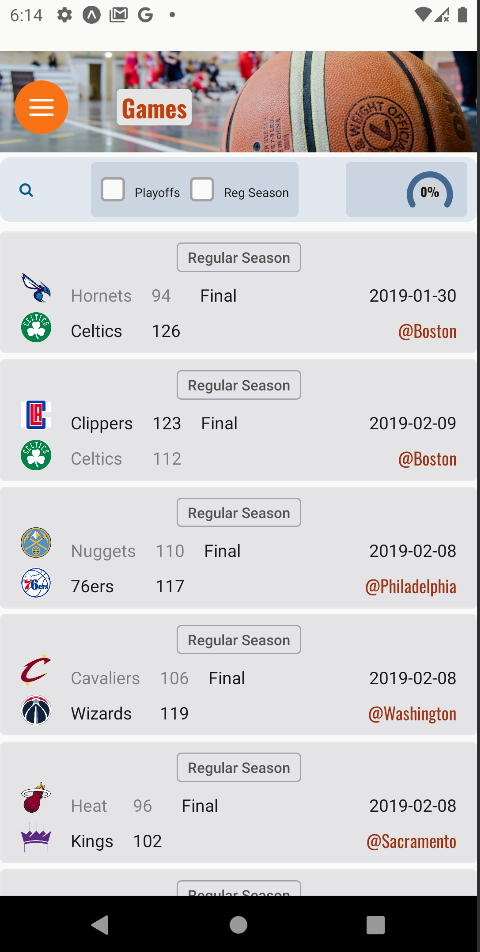 6:14
Games
Playoffs Reg Season 0%
Regular Season
Hornets 94 Final 2019-01-30
Celtics 126 @Boston
Regular Season
Clippers 123 Final 2019-02-09
Celtics 112 @Boston
Regular Season
Nuggets 110 Final 2019-02-08
76ers 117 @Philadelphia
Regular Season
Cavaliers 106 Final 2019-02-08
Wizards 119 @Washington
Regular Season
Heat 96 Final 2019-02-08
Kings 102 @Sacramento
Regular Season